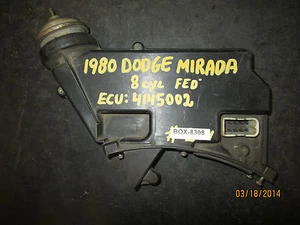 1980 DODGE MIRADA
8 CYL FED
ECU: 4145002
BOX-8308
03/18/2014